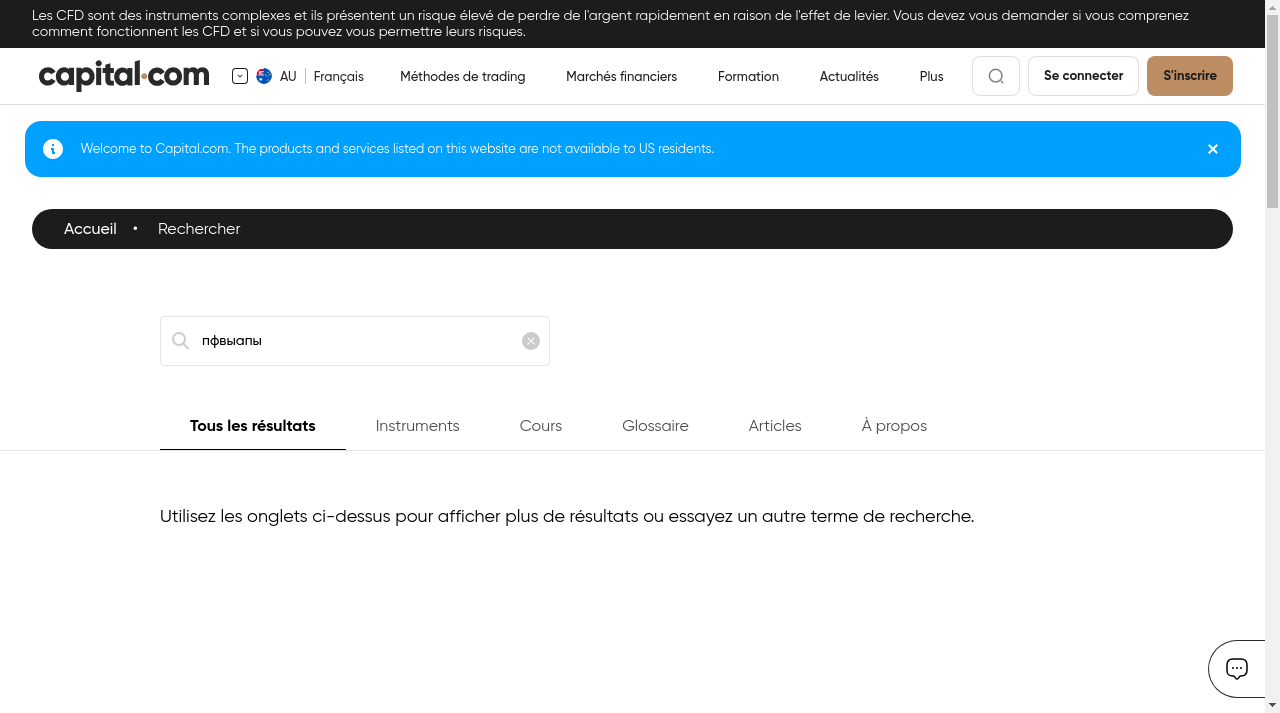 Les CFD sont des instruments complexes et ils présentent un risque élevé de perdre de l'argent rapidement en raison de l'effet de levier. Vous devez vous demander si vous comprenez
comment fonctionnent les CFD et si vous pouvez vous permettre leurs risques.
capital.com
AU
Français
Méthodes de trading
Marchés financiers
Formation
Actualités
Plus
Se connecter
S'inscrire
Welcome to Capital.com. The products and services listed on this website are not available to US residents.
Accueil • Rechercher
пфвыапы
Tous les résultats
Instruments
Cours
Glossaire
Articles
À propos
Utilisez les onglets ci-dessus pour afficher plus de résultats ou essayez un autre terme de recherche.